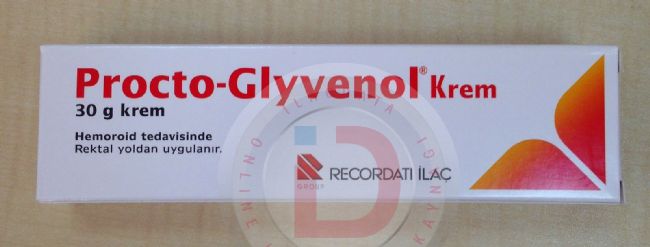 Procto-Glyvenol® Krem
30 g krem
Hemoroid tedavisinde
Rektal yoldan uygulanır.
RECORDATI İLAÇ
GROUP